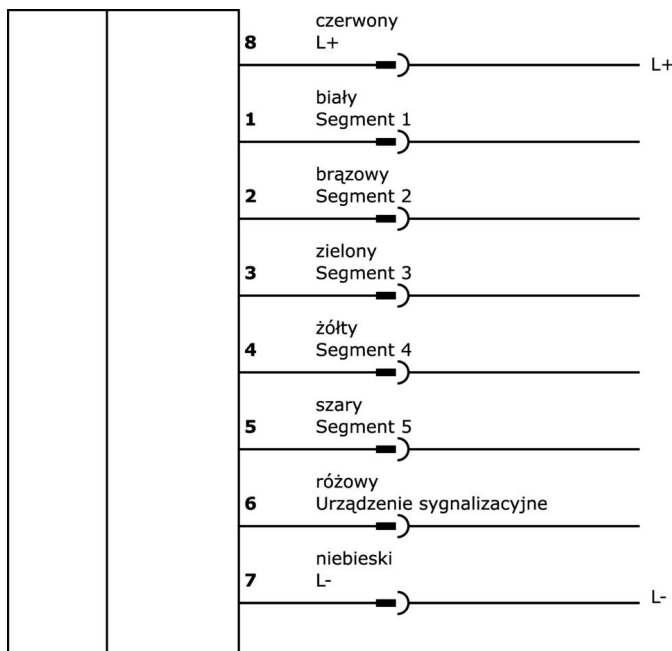 czerwony
8 L+
L+
biały
1 Segment 1
brązowy
2 Segment 2
zielony
3 Segment 3
żółty
4 Segment 4
szary
5 Segment 5
różowy
6 Urządzenie sygnalizacyjne
niebieski
7 L-
L-